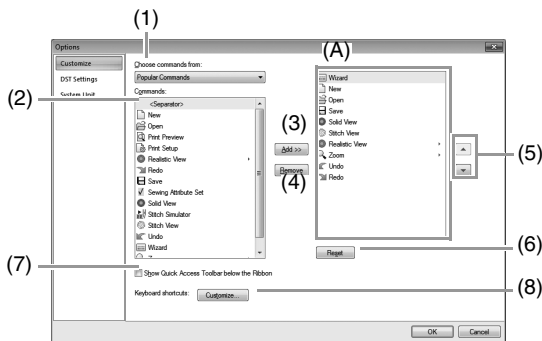 (1)
Options
(A)
Customize
DST Settings
System Unit
Choose commands from:
Popular Commands
(2)
Commands:
<Separator>
New
Open
Print Preview
Print Setup
Realistic View
Redo
Save
Sewing Attribute Set
Solid View
Stitch Simulator
Stitch View
Undo
Wizard
(3)
Add >>
Remove
(4)
Wizard
New
Open
Save
Solid View
Stitch View
Realistic View
Zoom
Undo
Redo
(5)
Reset
(6)
(7)
Show Quick Access Toolbar below the Ribbon
Keyboard shortcuts:
Customize...
(8)
OK
Cancel